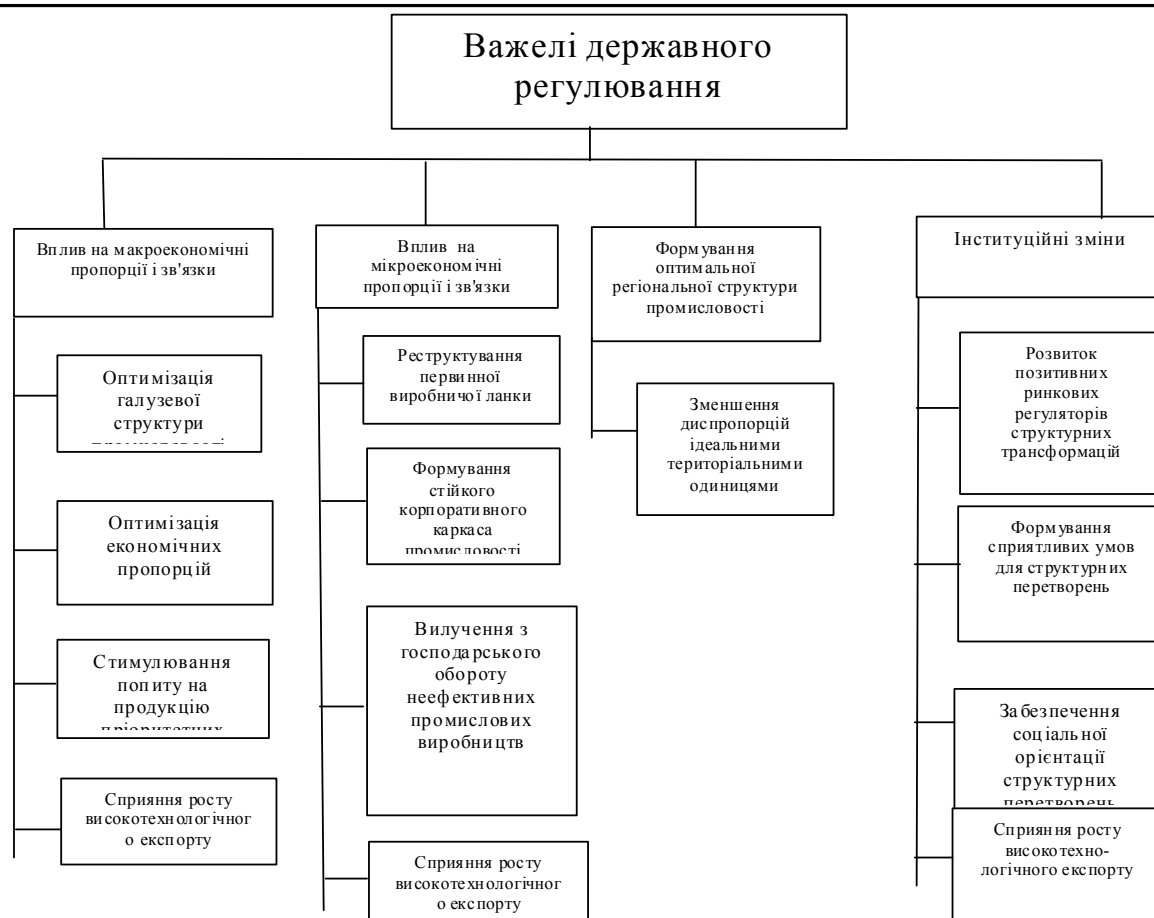 Важелі державного
регулювання
Вплив на макроекономічні
пропорції і зв'язки
Оптимізація
галузевої
структури
Оптимізація
економічних
пропорцій
Стимулювання
попиту на
продукцію
пріоритетних
Сприяння росту
високотехнологічног
о експорту
Вплив на
мікроекономічні
пропорції і зв'язки
Реструктування
первинної
виробничої ланки
Формування
стійкого
корпоративного
каркаса
промисловості
Вилучення з
господарського
обороту
неефективних
промислових
виробництв
Сприяння росту
високотехнологічног
о експорту
Формування
оптимальної
регіональної структури
промисловості
Зменшення
диспропорцій
ідеальними
територіальними
одиницями
Інституційні зміни
Розвиток
позитивних
ринкових
регуляторів
структурних
трансформацій
Формування
сприятливих умов
для структурних
перетворень
Забезпечення
соціальної
орієнтації
структурних
перетворень
Сприяння росту
високотехно-
логічного експорту